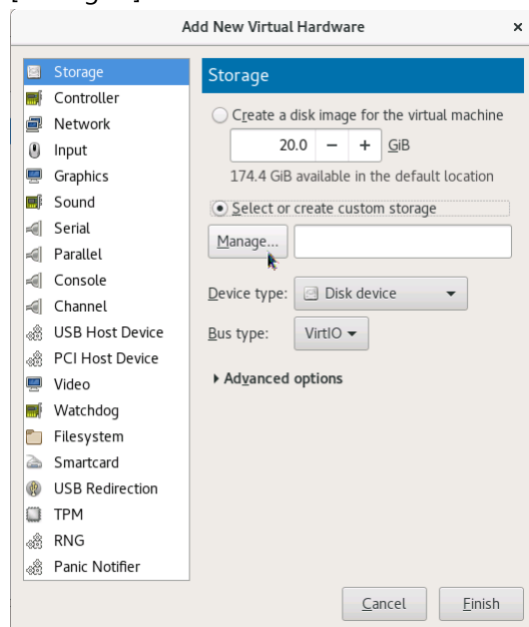 Add New Virtual Hardware
Storage
Controller
Network
Input
Graphics
Sound
Serial
Parallel
Console
Channel
USB Host Device
PCI Host Device
Video
Watchdog
Filesystem
Smartcard
USB Redirection
TPM
RNG
Panic Notifier
Storage
Create a disk image for the virtual machine
20.0 − + GiB
174.4 GiB available in the default location
Select or create custom storage
Manage...
Device type: Disk device
Bus type: VirtIO
Advanced options
Cancel Finish